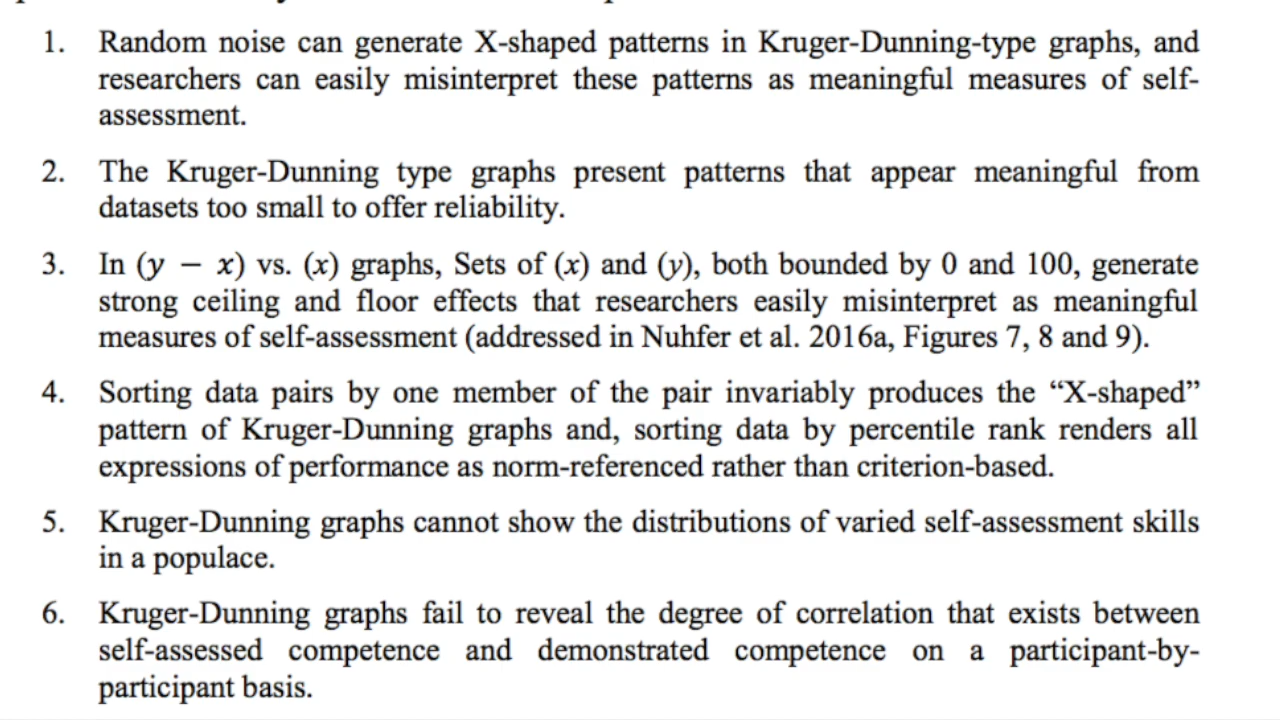 1. Random noise can generate X-shaped patterns in Kruger-Dunning-type graphs, and
researchers can easily misinterpret these patterns as meaningful measures of self-
assessment.
2. The Kruger-Dunning type graphs present patterns that appear meaningful from
datasets too small to offer reliability.
3. In (y − x) vs. (x) graphs, Sets of (x) and (y), both bounded by 0 and 100, generate
strong ceiling and floor effects that researchers easily misinterpret as meaningful
measures of self-assessment (addressed in Nuhfer et al. 2016a, Figures 7, 8 and 9).
4. Sorting data pairs by one member of the pair invariably produces the “X-shaped”
pattern of Kruger-Dunning graphs and, sorting data by percentile rank renders all
expressions of performance as norm-referenced rather than criterion-based.
5. Kruger-Dunning graphs cannot show the distributions of varied self-assessment skills
in a populace.
6. Kruger-Dunning graphs fail to reveal the degree of correlation that exists between
self-assessed competence and demonstrated competence on a participant-by-
participant basis.